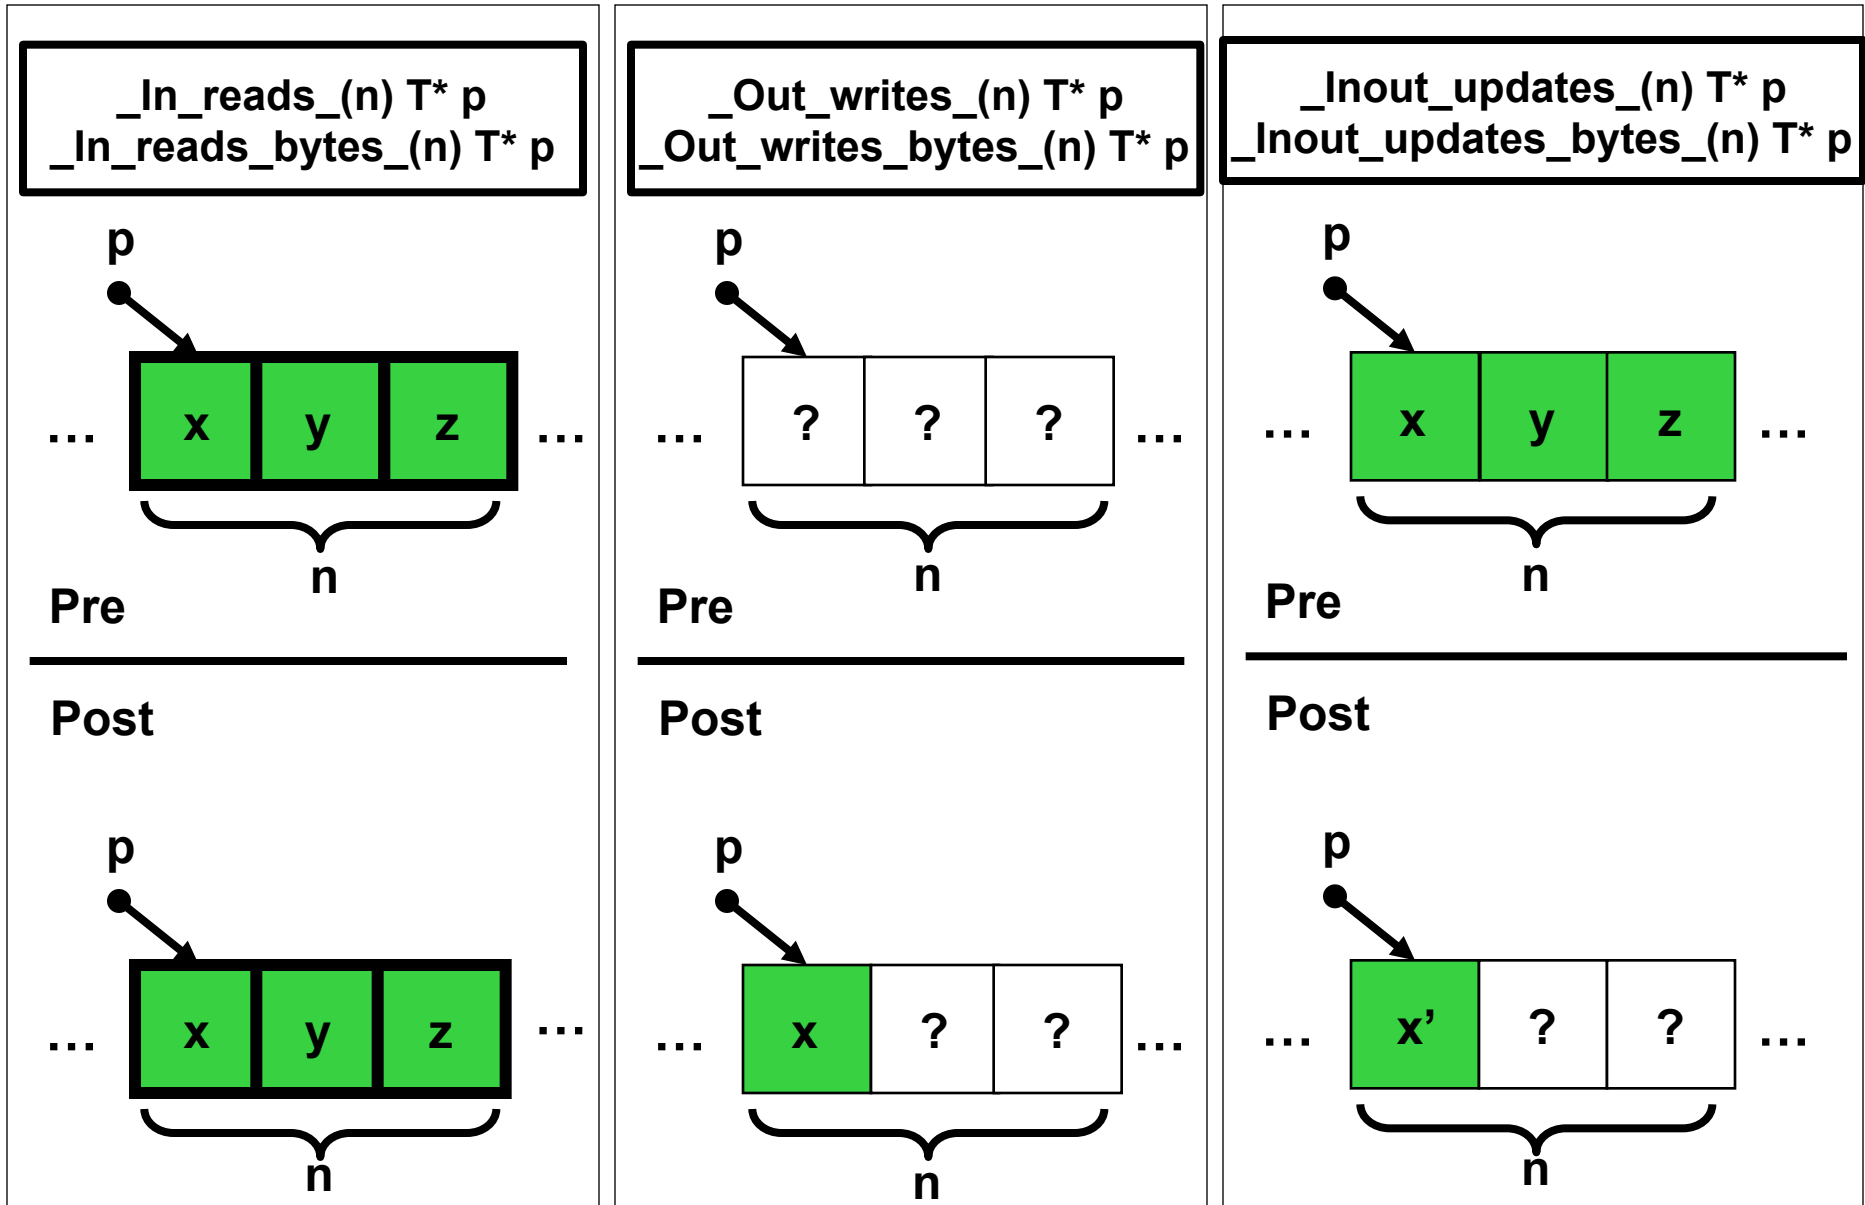 _In_reads_(n) T* p
_In_reads_bytes_(n) T* p
p
… x y z …
n
Pre
Post
p
… x y z …
n
_Out_writes_(n) T* p
_Out_writes_bytes_(n) T* p
p
… ? ? ? …
n
Pre
Post
p
… x ? ? …
n
_Inout_updates_(n) T* p
_Inout_updates_bytes_(n) T* p
p
… x y z …
n
Pre
Post
p
… x’ ? ? …
n